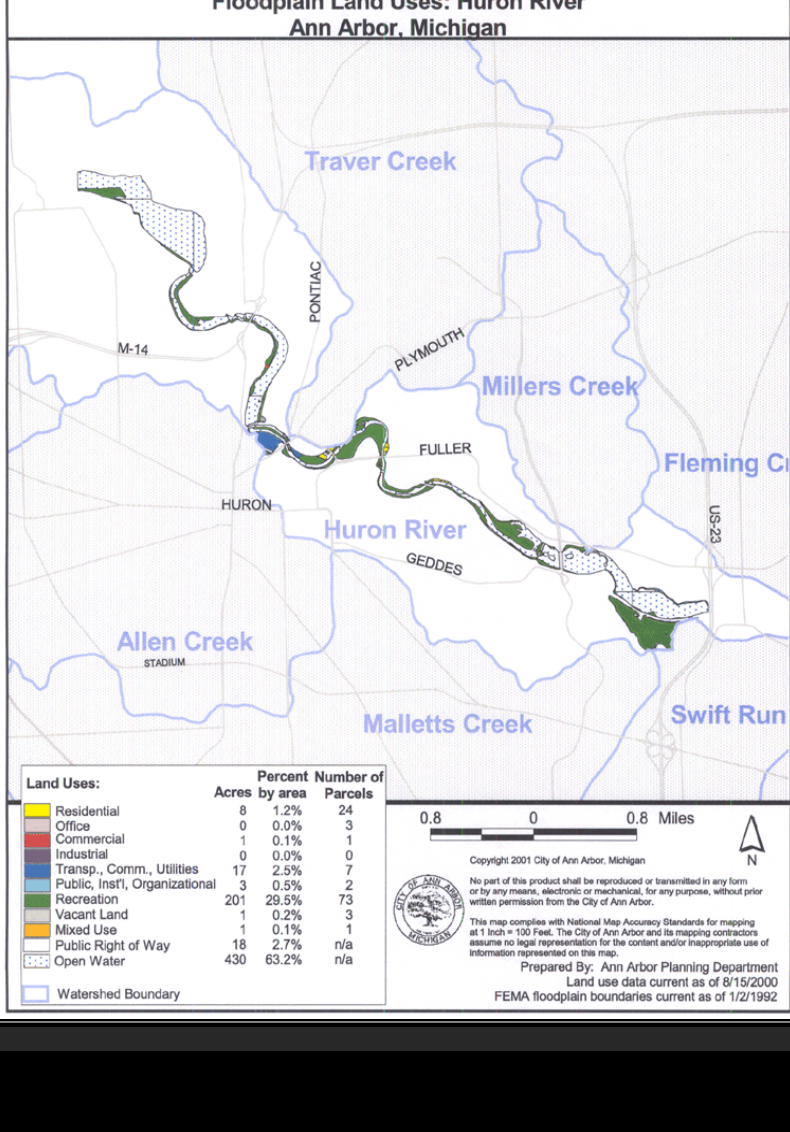 Floodplain Land Uses: Huron River
Ann Arbor, Michigan
Traver Creek
PONTIAC
M-14
PLYMOUTH
Millers Creek
FULLER
Fleming Cr
HURON
US-23
Huron River
GEDDES
Allen Creek
STADIUM
Malletts Creek
Swift Run
Land Uses: Acres Percent by area Number of Parcels
Residential 8 1.2% 24
Office 0 0.0% 3
Commercial 1 0.1% 1
Industrial 0 0.0% 0
Transp., Comm., Utilities 17 2.5% 7
Public, Inst'l, Organizational 3 0.5% 2
Recreation 201 29.5% 73
Vacant Land 1 0.2% 3
Mixed Use 1 0.1% 1
Public Right of Way 18 2.7% n/a
Open Water 430 63.2% n/a
Watershed Boundary
0.8 0 0.8 Miles
N
CITY OF ANN ARBOR
MICHIGAN
Copyright 2001 City of Ann Arbor, Michigan
No part of this product shall be reproduced or transmitted in any form
or by any means, electronic or mechanical, for any purpose, without prior
written permission from the City of Ann Arbor.
This map complies with National Map Accuracy Standards for mapping
at 1 Inch = 100 Feet. The City of Ann Arbor and its mapping contractors
assume no legal representation for the content and/or inappropriate use of
information represented on this map.
Prepared By: Ann Arbor Planning Department
Land use data current as of 8/15/2000
FEMA floodplain boundaries current as of 1/2/1992